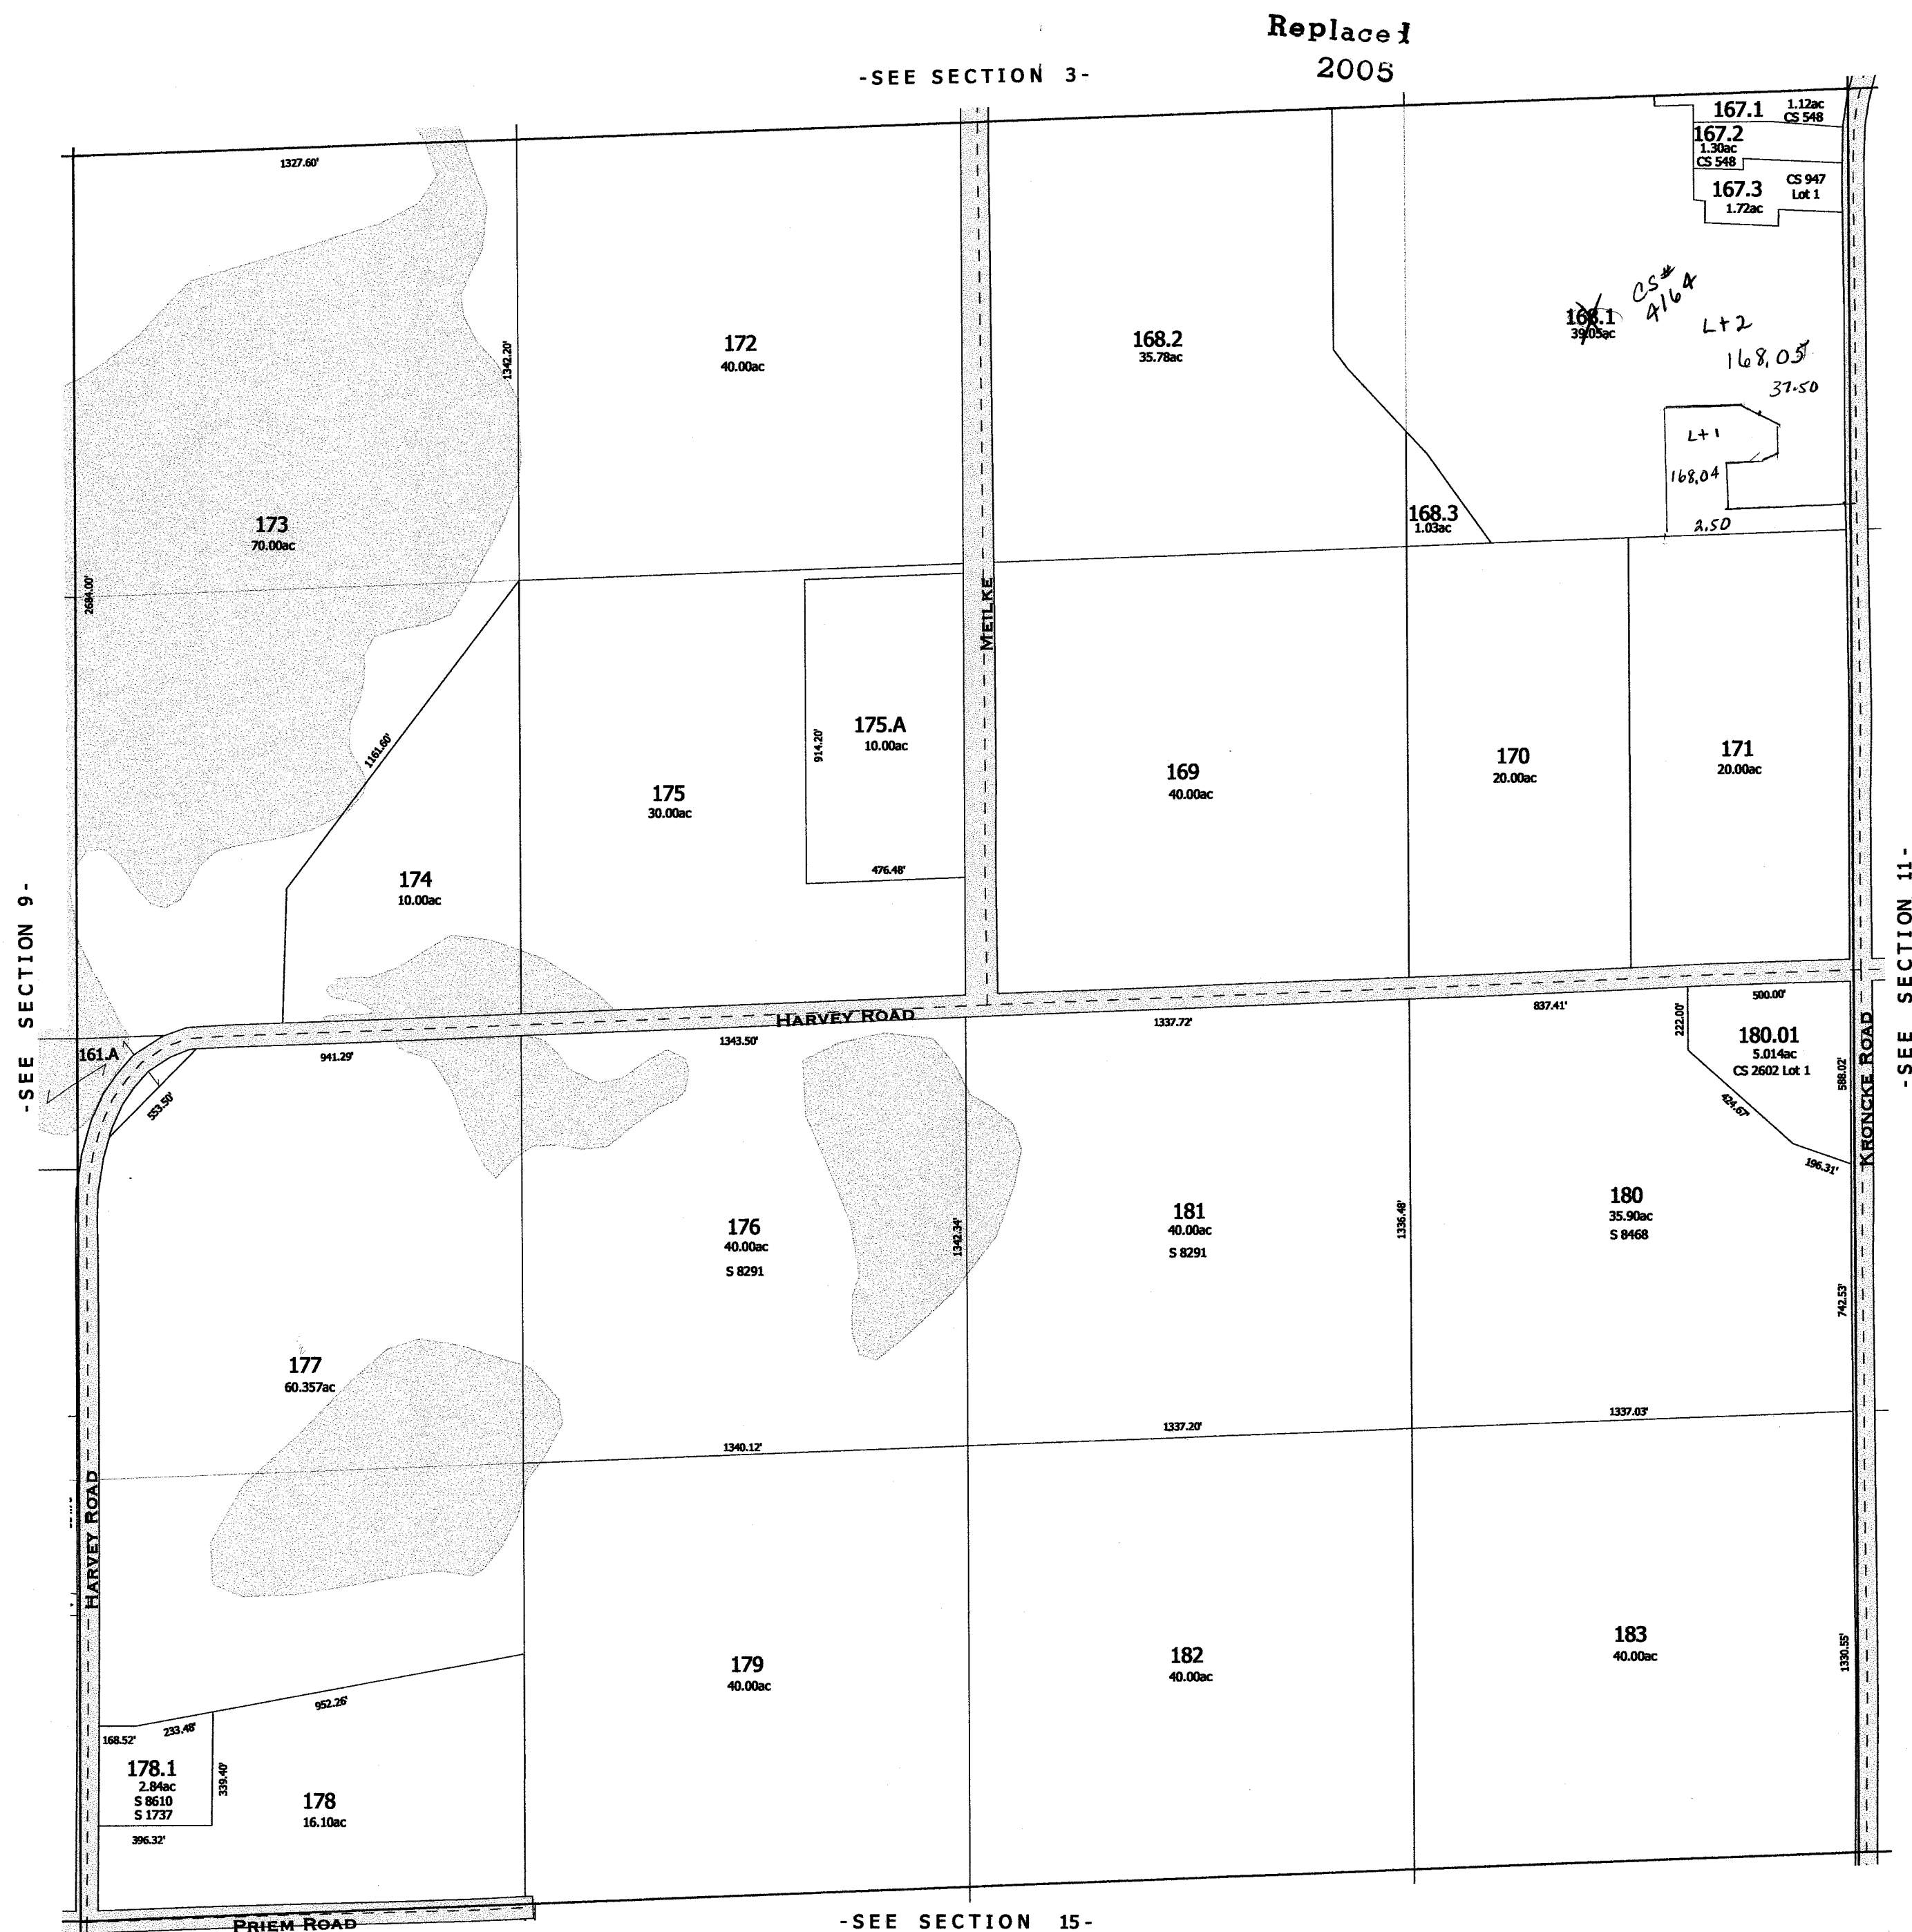 Replaced
2005
-SEE SECTION 3-
167.1
1.12ac
CS 548
167.2
1.30ac
CS 548
167.3
1.72ac
CS 947
Lot 1
1327.60'
1342.20'
172
40.00ac
168.2
35.78ac
168.1
39.05ac
CS#
4164
L+2
168.05
37.50
L+1
168.04
2.50
168.3
1.03ac
173
70.00ac
2684.00'
MEILKE
1161.60'
175
30.00ac
914.20'
175.A
10.00ac
476.48'
169
40.00ac
170
20.00ac
171
20.00ac
174
10.00ac
-SEE SECTION 9-
-SEE SECTION 11-
161.A
553.50'
941.29'
1343.50'
HARVEY ROAD
1337.72'
837.41'
222.00'
500.00'
180.01
5.014ac
CS 2602 Lot 1
588.02'
424.67'
196.31'
KRONCKE ROAD
176
40.00ac
S 8291
1342.34'
181
40.00ac
S 8291
1336.48'
180
35.90ac
S 8468
742.53'
177
60.357ac
1340.12'
1337.20'
1337.03'
HARVEY ROAD
179
40.00ac
182
40.00ac
183
40.00ac
1330.55'
952.26'
233.48'
168.52'
178.1
2.84ac
S 8610
S 1737
339.40'
396.32'
178
16.10ac
PRIEM ROAD
-SEE SECTION 15-